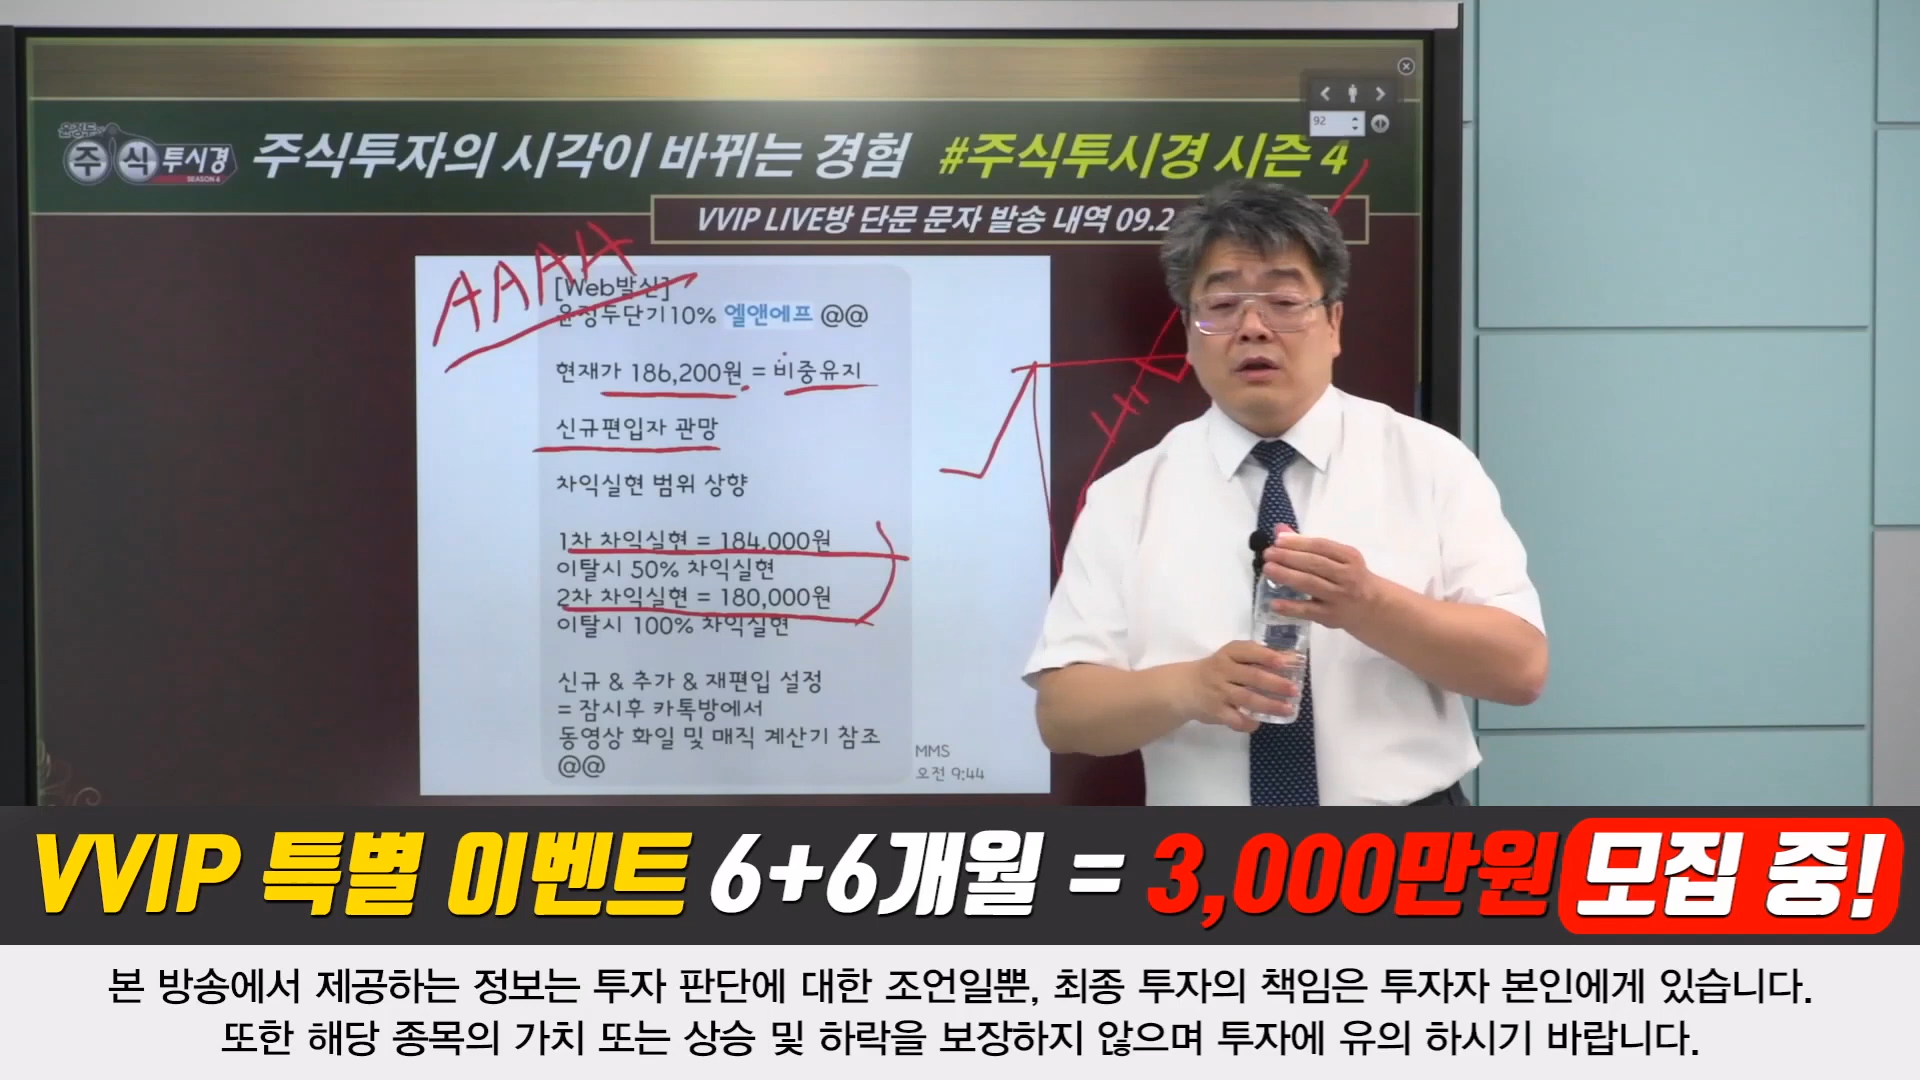 윤정두
주식투시경
SEASON 4
주식투자의 시각이 바뀌는 경험 #주식투시경 시즌 4
92
VVIP LIVE방 단문 문자 발송 내역 09.2
AAAA
[Web발신]
윤정두단기10% 엘앤에프 @@
현재가 186,200원 = 비중유지
신규편입자 관망
차익실현 범위 상향
1차 차익실현 = 184,000원
이탈시 50% 차익실현
2차 차익실현 = 180,000원
이탈시 100% 차익실현
신규 & 추가 & 재편입 설정
= 잠시후 카톡방에서
동영상 화일 및 매직 계산기 참조
@@
MMS
오전 9:44
VVIP 특별 이벤트 6+6개월 = 3,000만원 모집 중!
본 방송에서 제공하는 정보는 투자 판단에 대한 조언일뿐, 최종 투자의 책임은 투자자 본인에게 있습니다.
또한 해당 종목의 가치 또는 상승 및 하락을 보장하지 않으며 투자에 유의 하시기 바랍니다.